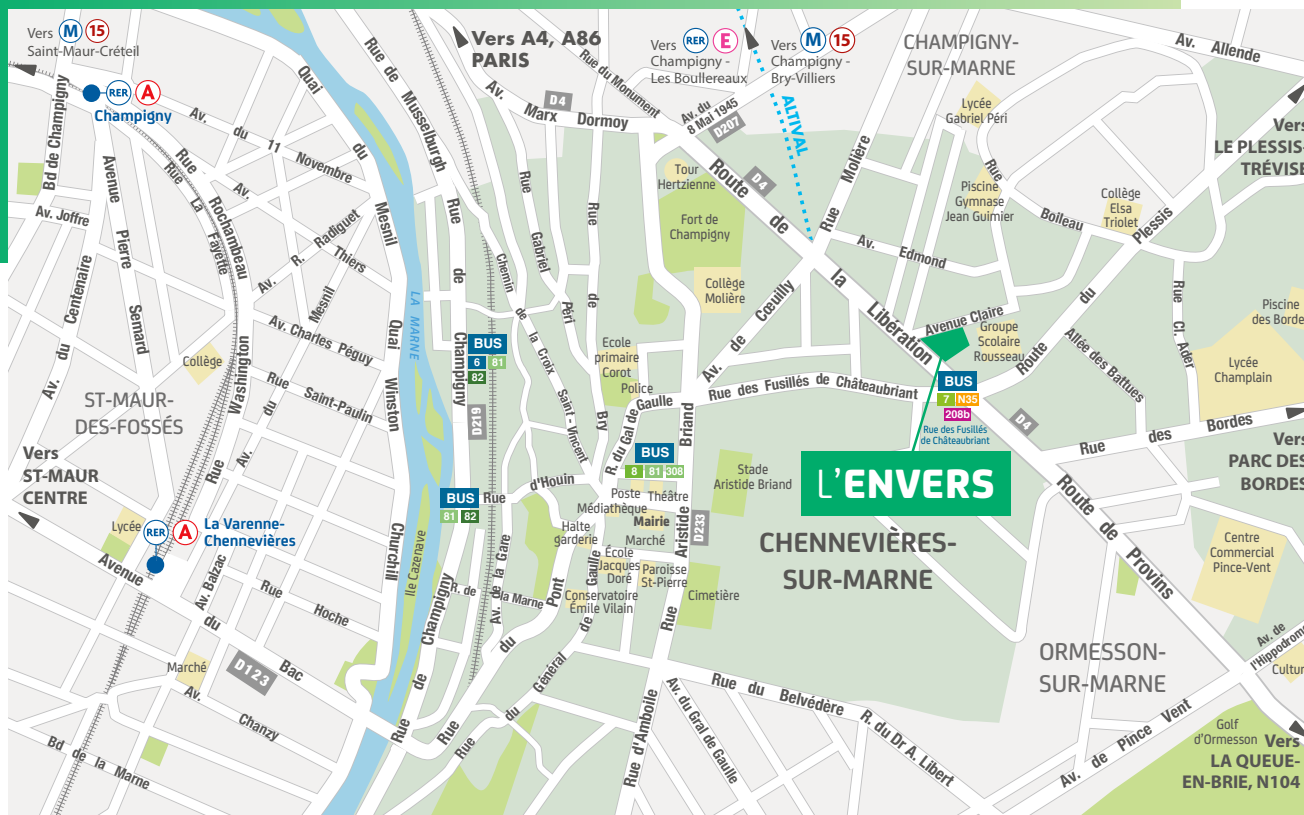 Vers M 15
Saint-Maur-Créteil
RER A
Champigny
Bd de Champigny
Av. du 11 Novembre
Quai du Mesnil
Rue de Musselburgh
Vers A4, A86
PARIS
Rue du Monument
Vers RER E
Champigny -
Les Boullereaux
Vers M 15
Champigny -
Bry-Villiers
ALTIVAL
CHAMPIGNY-
SUR-MARNE
Av. Allende
Av. Marx Dormoy
D4
Av. du
8 Mai 1945
D207
Lycée
Gabriel Péri
Vers
LE PLESSIS-
TRÉVISE
Avenue Pierre Semard
Rue La Fayette
Rue Rochambeau
Av. Joffre
Av. R. Radiguet
Av. du Mesnil
Thiers
Av. du Centenaire
Av. Charles Péguy
Rue Washington
Collège
Rue Saint-Paulin
ST-MAUR-
DES-FOSSÉS
Vers
ST-MAUR
CENTRE
Quai Winston Churchill
LA MARNE
Ile Cazenave
Rue de Champigny
D219
Chemin de la Croix Saint-Vincent
Rue Gabriel Péri
Rue de Bry
Tour
Hertzienne
Fort de
Champigny
Collège
Molière
Route de la Libération
D4
Rue Molière
Piscine
Gymnase
Jean Guimier
Rue Boileau
Collège
Elsa
Triolet
Route du Plessis
Av. Edmond
Rue Cl. Ader
Av. de Cœuilly
Avenue Claire
Groupe
Scolaire
Rousseau
Allée des Battues
Piscine
des Borde
Lycée
Champlain
BUS
6 81
82
Ecole
primaire
Corot
Police
R. du Gal de Gaulle
Rue des Fusillés de Châteaubriant
BUS
7 N35
208b
Rue des Fusillés
de Châteaubriant
D4
Rue des Bordes
Vers
PARC DES
BORDES
BUS
8 81 308
BUS
81 82
Rue d'Houin
Poste
Théâtre
Médiathèque
Mairie
Halte
garderie
Marché
École
Jacques
Doré
Paroisse
St-Pierre
Conservatoire
Émile Vilain
Cimetière
Rue Aristide Briand
D233
Stade
Aristide Briand
L'ENVERS
CHENNEVIÈRES-
SUR-MARNE
Route de Provins
Centre
Commercial
Pince-Vent
Lycée
RER A
La Varenne-
Chennevières
Avenue du Bac
Av. Balzac
Rue Hoche
Marché
D123
Av. Chanzy
Bd de la Marne
R. de la Marne
Av. de la Gare
Rue de Champigny
Rue du Pont
Rue du Général de Gaulle
Rue d'Amboile
Av. du Gral de Gaulle
Rue du Belvédère
R. du Dr A. Libert
ORMESSON-
SUR-MARNE
Av. de Pince Vent
Av. de
l'Hippodrome
Cultur
Golf
d'Ormesson
Vers
LA QUEUE-
EN-BRIE, N104